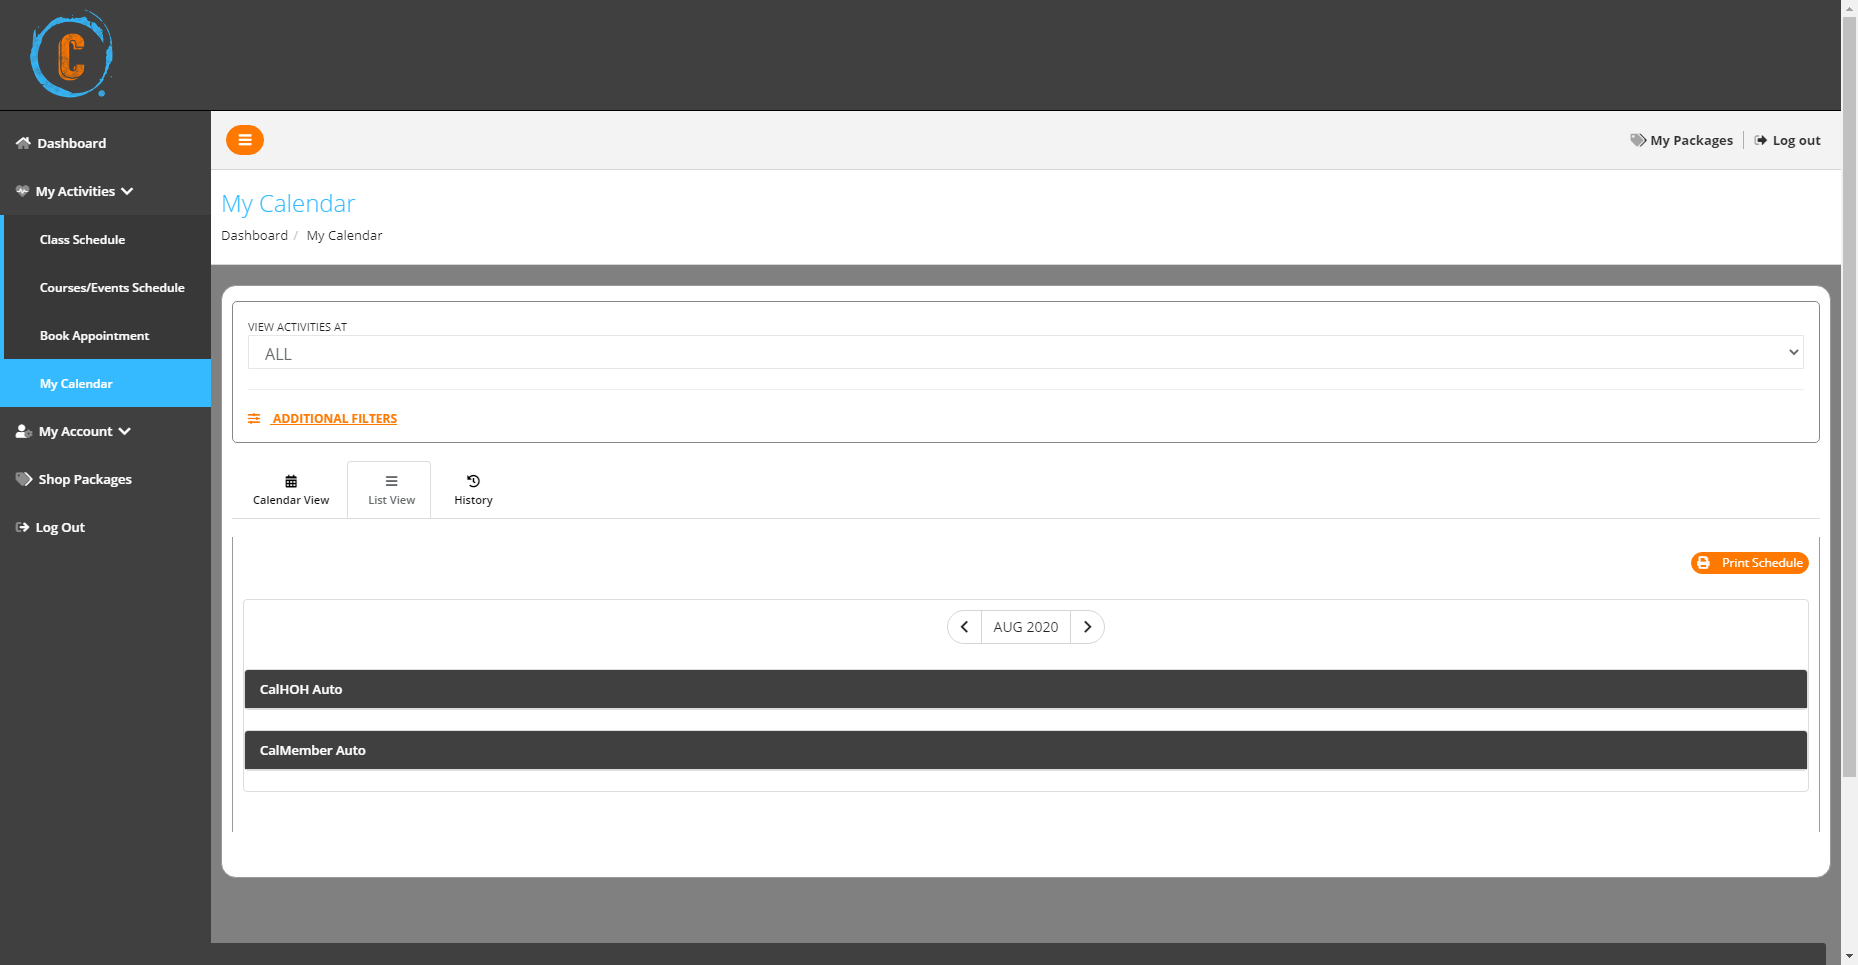 C
Dashboard
My Activities
Class Schedule
Courses/Events Schedule
Book Appointment
My Calendar
My Account
Shop Packages
Log Out
My Packages
Log out
My Calendar
Dashboard / My Calendar
VIEW ACTIVITIES AT
ALL
ADDITIONAL FILTERS
Calendar View
List View
History
Print Schedule
AUG 2020
CalHOH Auto
CalMember Auto